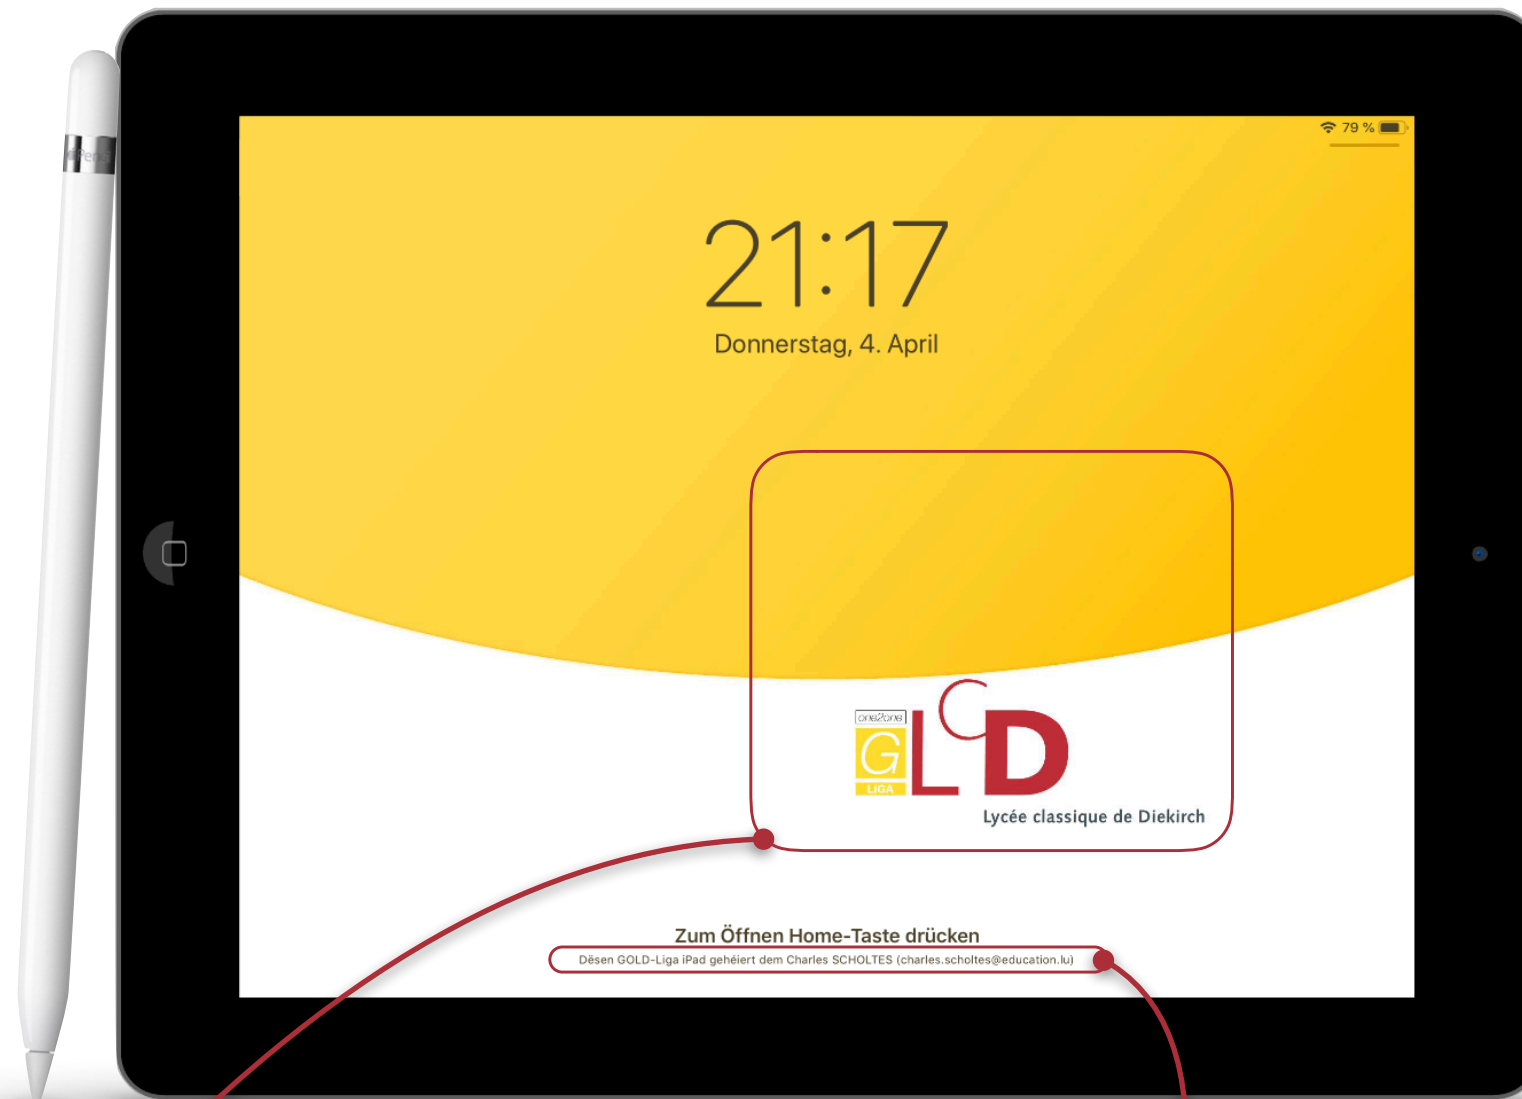 79 %
21:17
Donnerstag, 4. April
one2one
G
LIGA
LCD
Lycée classique de Diekirch
Zum Öffnen Home-Taste drücken
Dësen GOLD-Liga iPad gehéiert dem Charles SCHOLTES (charles.scholtes@education.lu)